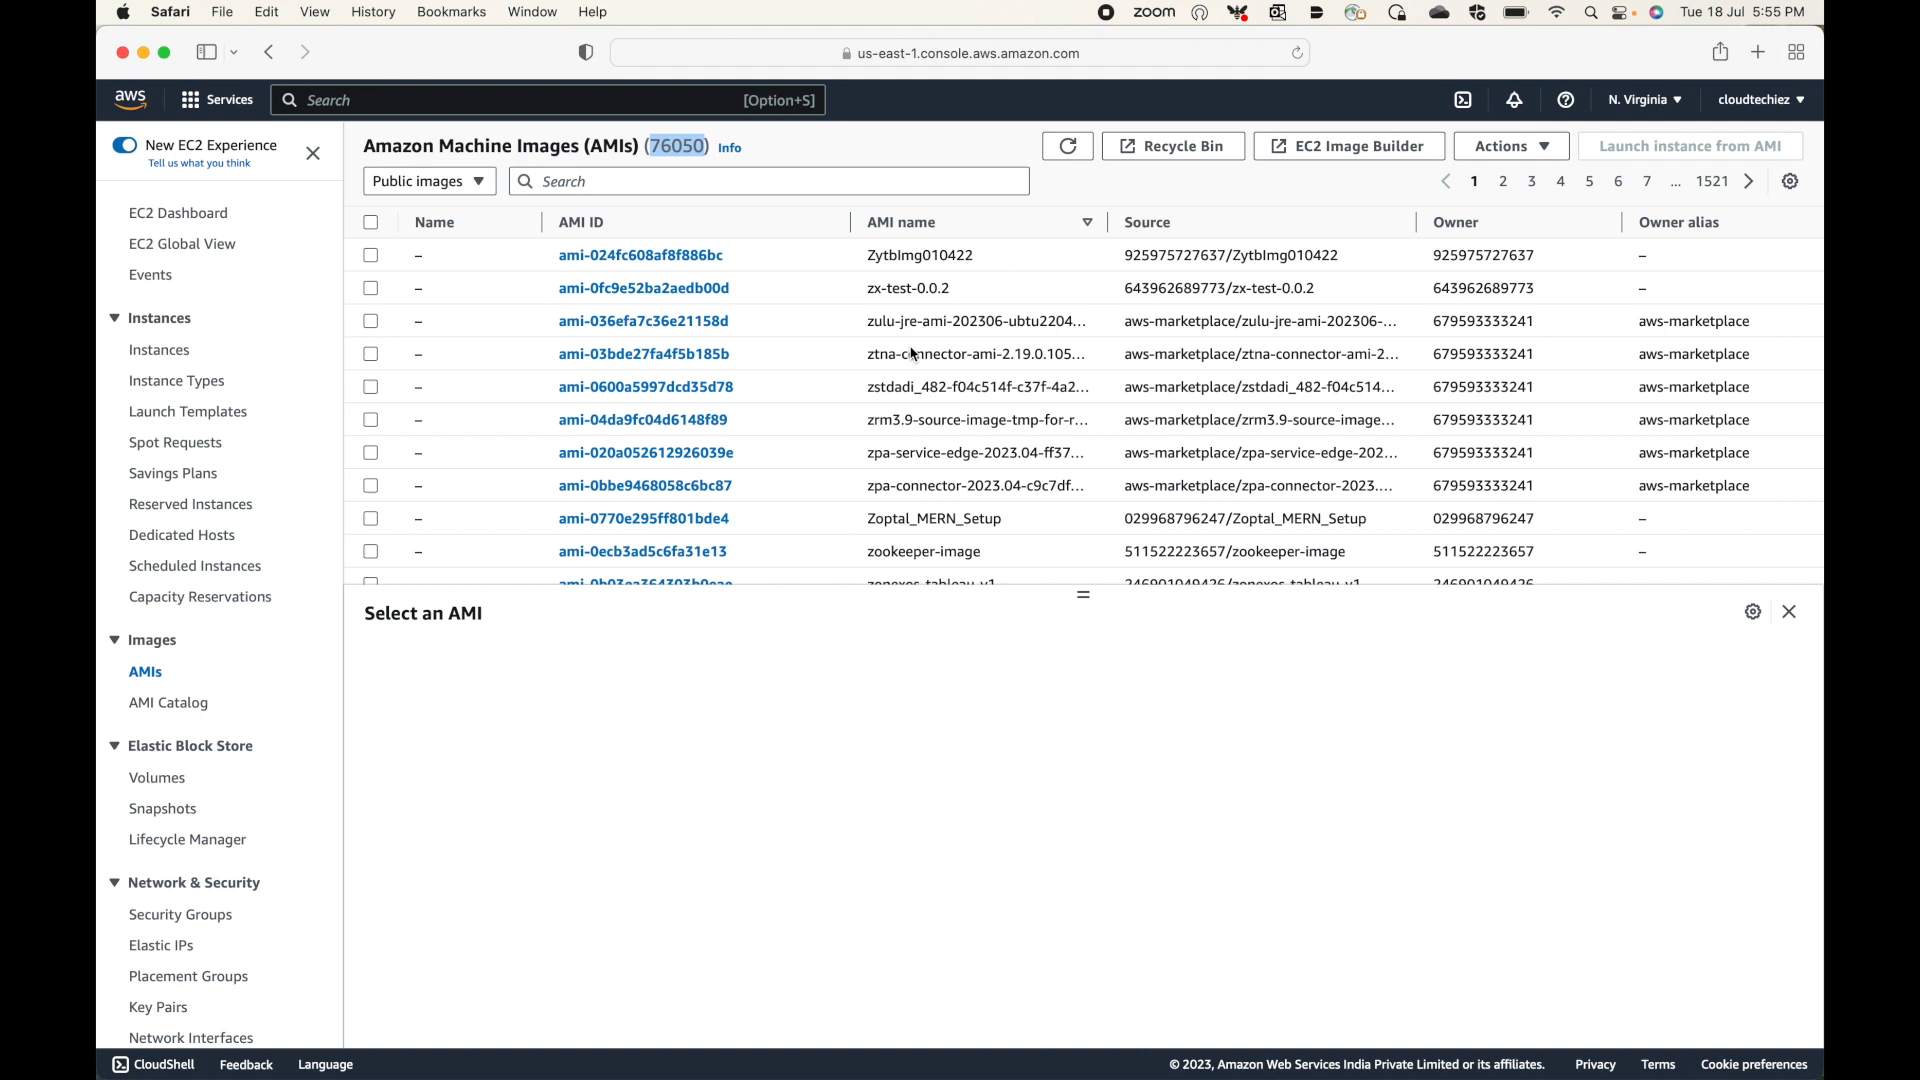 Safari File Edit View History Bookmarks Window Help zoom Tue 18 Jul 5:55 PM
us-east-1.console.aws.amazon.com
aws Services Search [Option+S] N. Virginia cloudtechiez
New EC2 Experience
Tell us what you think
EC2 Dashboard
EC2 Global View
Events
Instances
Instances
Instance Types
Launch Templates
Spot Requests
Savings Plans
Reserved Instances
Dedicated Hosts
Scheduled Instances
Capacity Reservations
Images
AMIs
AMI Catalog
Elastic Block Store
Volumes
Snapshots
Lifecycle Manager
Network & Security
Security Groups
Elastic IPs
Placement Groups
Key Pairs
Network Interfaces
Amazon Machine Images (AMIs) (76050) Info Recycle Bin EC2 Image Builder Actions Launch instance from AMI
Public images Search 1 2 3 4 5 6 7 ... 1521
Name AMI ID AMI name Source Owner Owner alias
– ami-024fc608af8f886bc ZytbImg010422 925975727637/ZytbImg010422 925975727637 –
– ami-0fc9e52ba2aedb00d zx-test-0.0.2 643962689773/zx-test-0.0.2 643962689773 –
– ami-036efa7c36e21158d zulu-jre-ami-202306-ubtu2204... aws-marketplace/zulu-jre-ami-202306-... 679593333241 aws-marketplace
– ami-03bde27fa4f5b185b ztna-connector-ami-2.19.0.105... aws-marketplace/ztna-connector-ami-2... 679593333241 aws-marketplace
– ami-0600a5997dcd35d78 zstdadi_482-f04c514f-c37f-4a2... aws-marketplace/zstdadi_482-f04c514... 679593333241 aws-marketplace
– ami-04da9fc04d6148f89 zrm3.9-source-image-tmp-for-r... aws-marketplace/zrm3.9-source-image... 679593333241 aws-marketplace
– ami-020a052612926039e zpa-service-edge-2023.04-ff37... aws-marketplace/zpa-service-edge-202... 679593333241 aws-marketplace
– ami-0bbe9468058c6bc87 zpa-connector-2023.04-c9c7df... aws-marketplace/zpa-connector-2023.... 679593333241 aws-marketplace
– ami-0770e295ff801bde4 Zoptal_MERN_Setup 029968796247/Zoptal_MERN_Setup 029968796247 –
– ami-0ecb3ad5c6fa31e13 zookeeper-image 511522223657/zookeeper-image 511522223657 –
Select an AMI
CloudShell Feedback Language © 2023, Amazon Web Services India Private Limited or its affiliates. Privacy Terms Cookie preferences